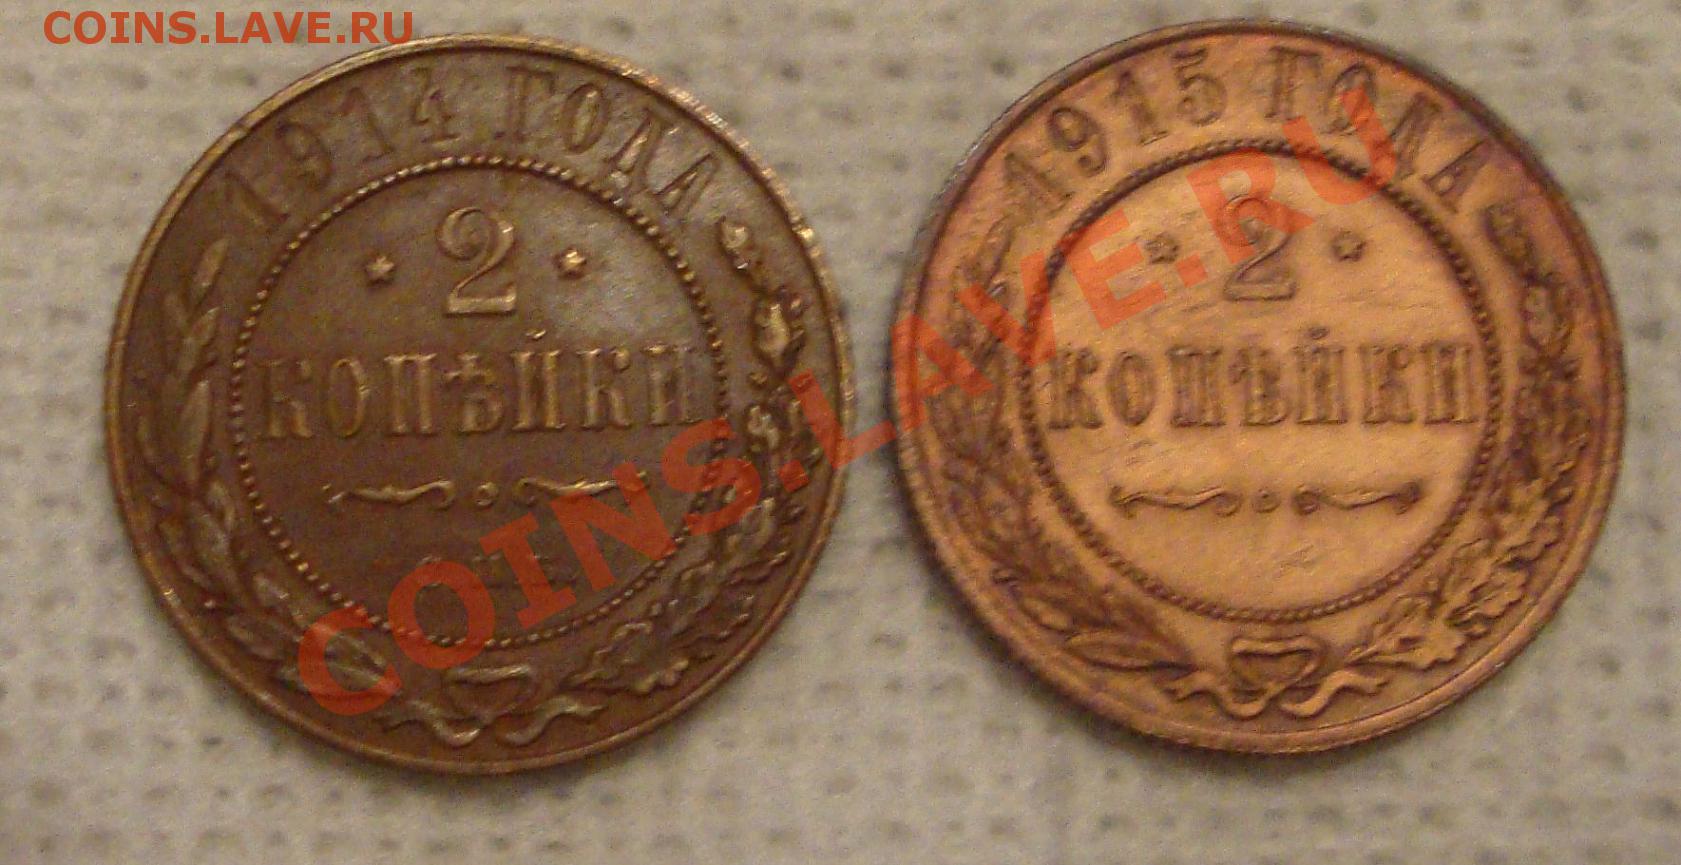 COINS.LAVE.RU
1914 ГОДА
2
КОПѢЙКИ
С.П.Б.
1915 ГОДА
2
КОПѢЙКИ
COINS.LAVE.RU